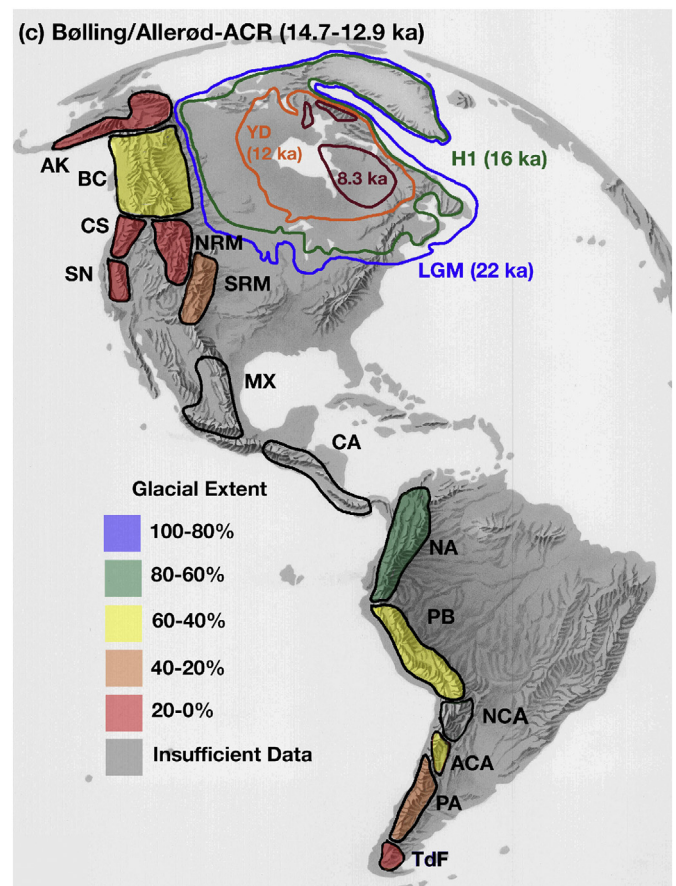 (c) Bølling/Allerød-ACR (14.7-12.9 ka)
YD
(12 ka)
H1 (16 ka)
AK
BC
8.3 ka
CS
NRM
LGM (22 ka)
SN
SRM
MX
CA
Glacial Extent
100-80%
80-60%
60-40%
40-20%
20-0%
Insufficient Data
NA
PB
NCA
ACA
PA
TdF